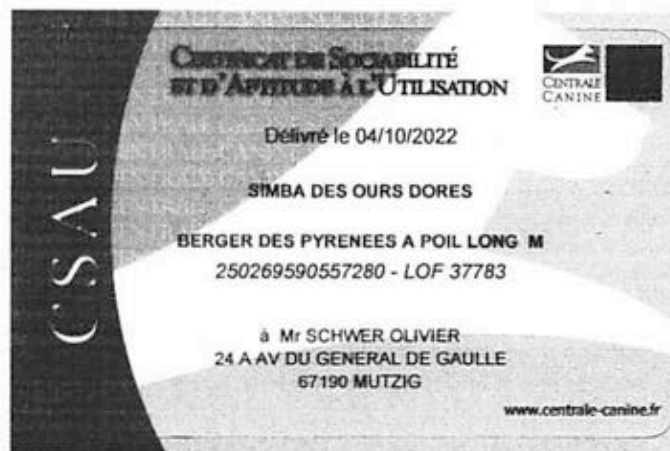 CERTIFICAT DE SOCIABILITÉ
ET D'APTITUDE À L'UTILISATION
CENTRALE
CANINE
Délivré le 04/10/2022
CSAU
SIMBA DES OURS DORES
BERGER DES PYRENEES A POIL LONG M
250269590557280 - LOF 37783
à Mr SCHWER OLIVIER
24 A AV DU GENERAL DE GAULLE
67190 MUTZIG
www.centrale-canine.fr